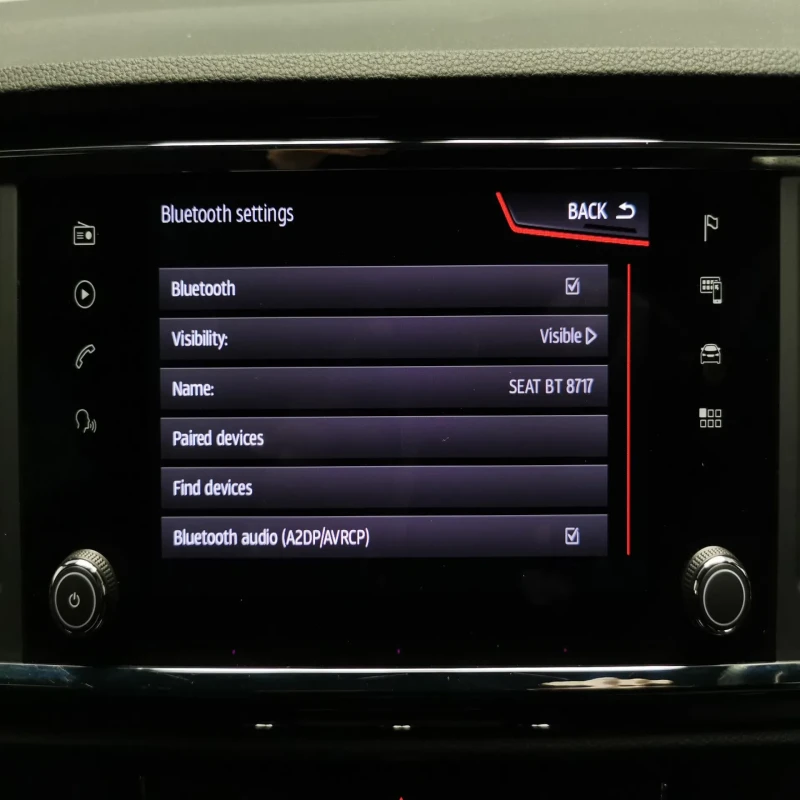 Bluetooth settings
BACK
Bluetooth
Visibility: Visible
Name: SEAT BT 8717
Paired devices
Find devices
Bluetooth audio (A2DP/AVRCP)